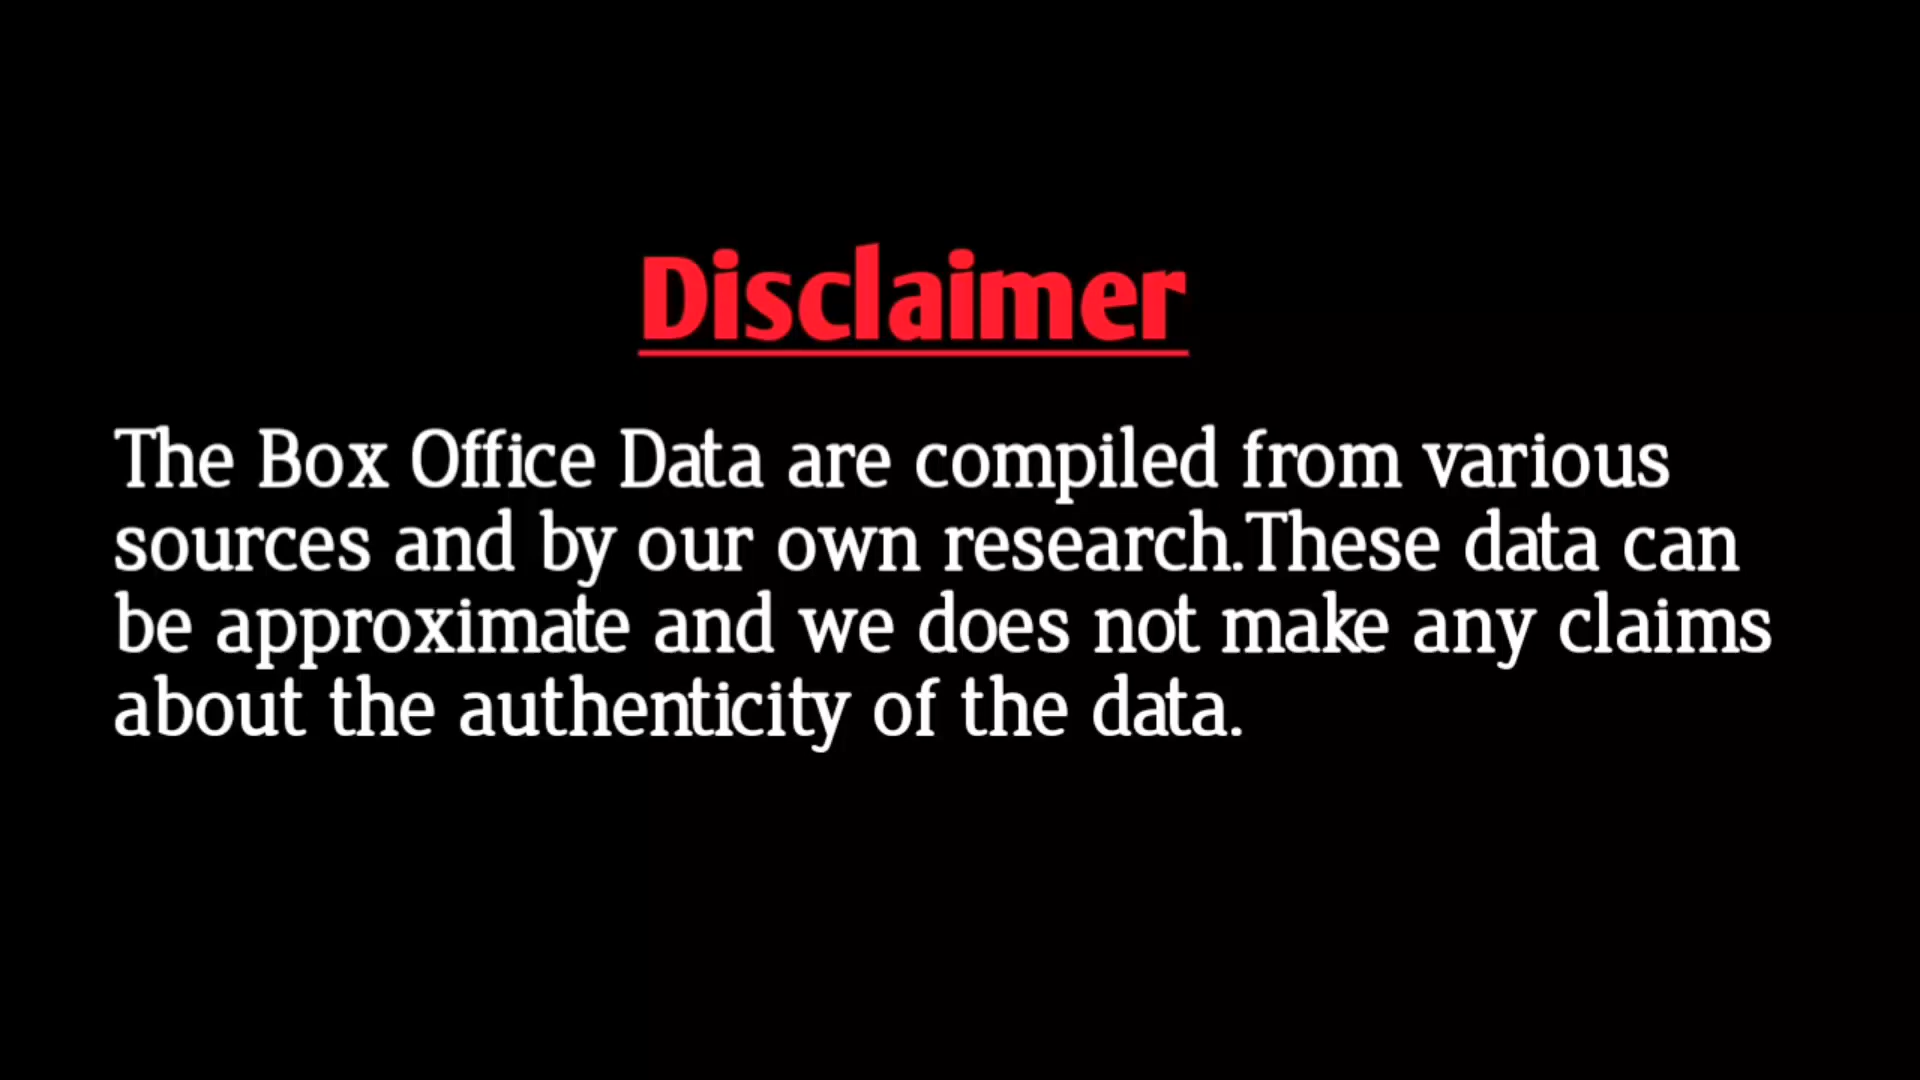 Disclaimer
The Box Office Data are compiled from various
sources and by our own research.These data can
be approximate and we does not make any claims
about the authenticity of the data.